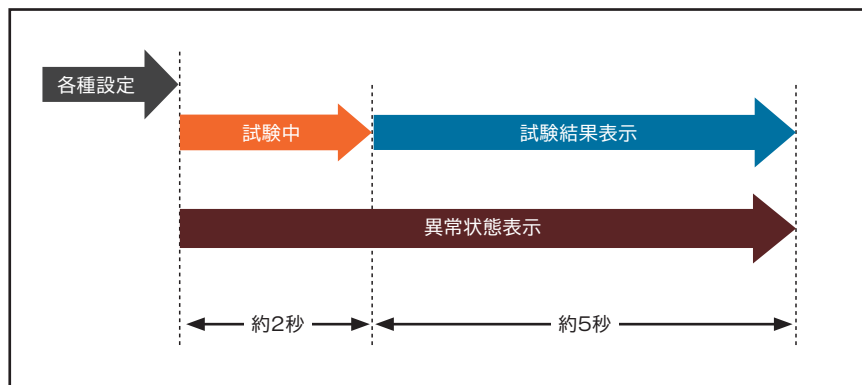 各種設定
試験中
試験結果表示
異常状態表示
約2秒
約5秒